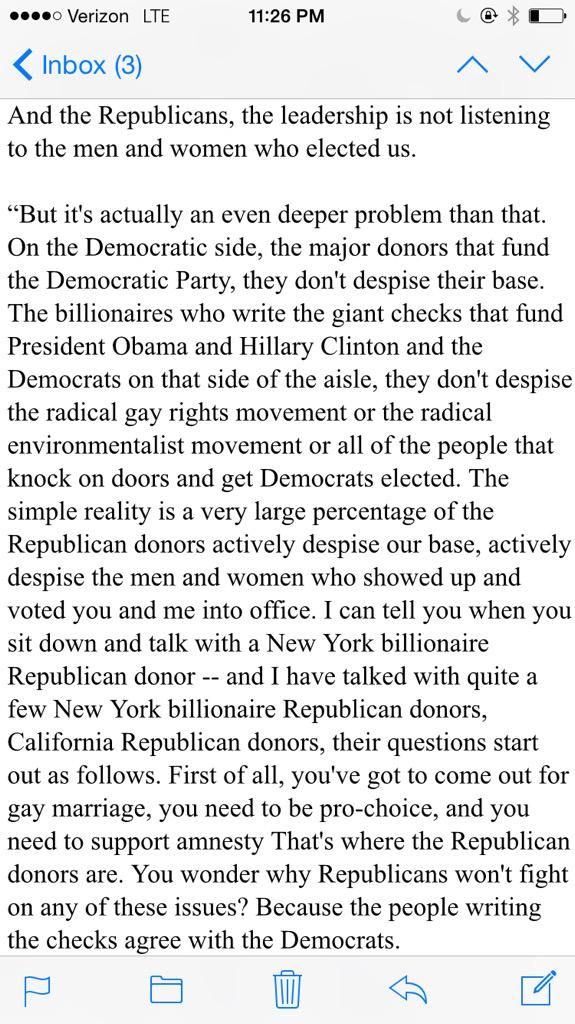 Verizon LTE 11:26 PM
Inbox (3)
And the Republicans, the leadership is not listening
to the men and women who elected us.
“But it's actually an even deeper problem than that.
On the Democratic side, the major donors that fund
the Democratic Party, they don't despise their base.
The billionaires who write the giant checks that fund
President Obama and Hillary Clinton and the
Democrats on that side of the aisle, they don't despise
the radical gay rights movement or the radical
environmentalist movement or all of the people that
knock on doors and get Democrats elected. The
simple reality is a very large percentage of the
Republican donors actively despise our base, actively
despise the men and women who showed up and
voted you and me into office. I can tell you when you
sit down and talk with a New York billionaire
Republican donor -- and I have talked with quite a
few New York billionaire Republican donors,
California Republican donors, their questions start
out as follows. First of all, you've got to come out for
gay marriage, you need to be pro-choice, and you
need to support amnesty That's where the Republican
donors are. You wonder why Republicans won't fight
on any of these issues? Because the people writing
the checks agree with the Democrats.